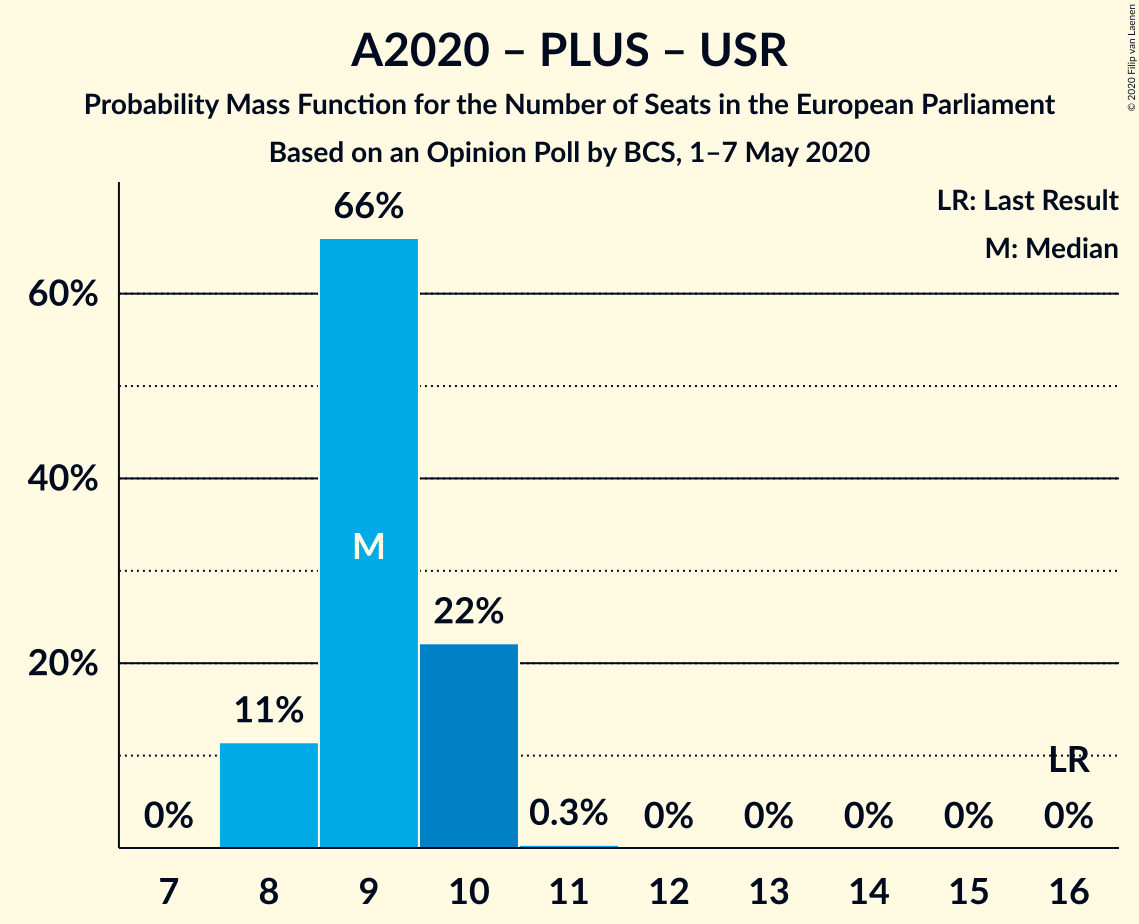 A2020 – PLUS – USR
Probability Mass Function for the Number of Seats in the European Parliament
Based on an Opinion Poll by BCS, 1–7 May 2020
© 2020 Filip van Laenen
LR: Last Result
M: Median
66%
60%
40%
M
22%
20%
11%
LR
0%
0.3%
0%
0%
0%
0%
0%
7
8
9
10
11
12
13
14
15
16